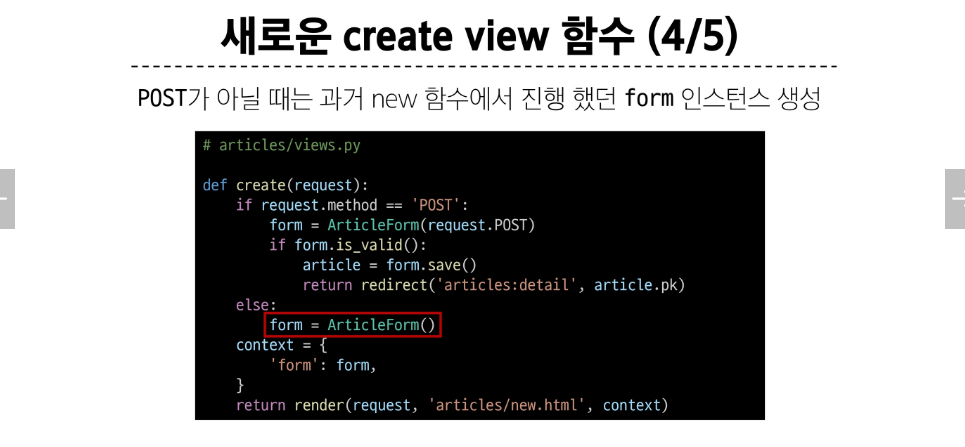 새로운 create view 함수 (4/5)
POST가 아닐 때는 과거 new 함수에서 진행 했던 form 인스턴스 생성
# articles/views.py
def create(request):
    if request.method == 'POST':
        form = ArticleForm(request.POST)
        if form.is_valid():
            article = form.save()
            return redirect('articles:detail', article.pk)
    else:
        form = ArticleForm()
    context = {
        'form': form,
    }
    return render(request, 'articles/new.html', context)